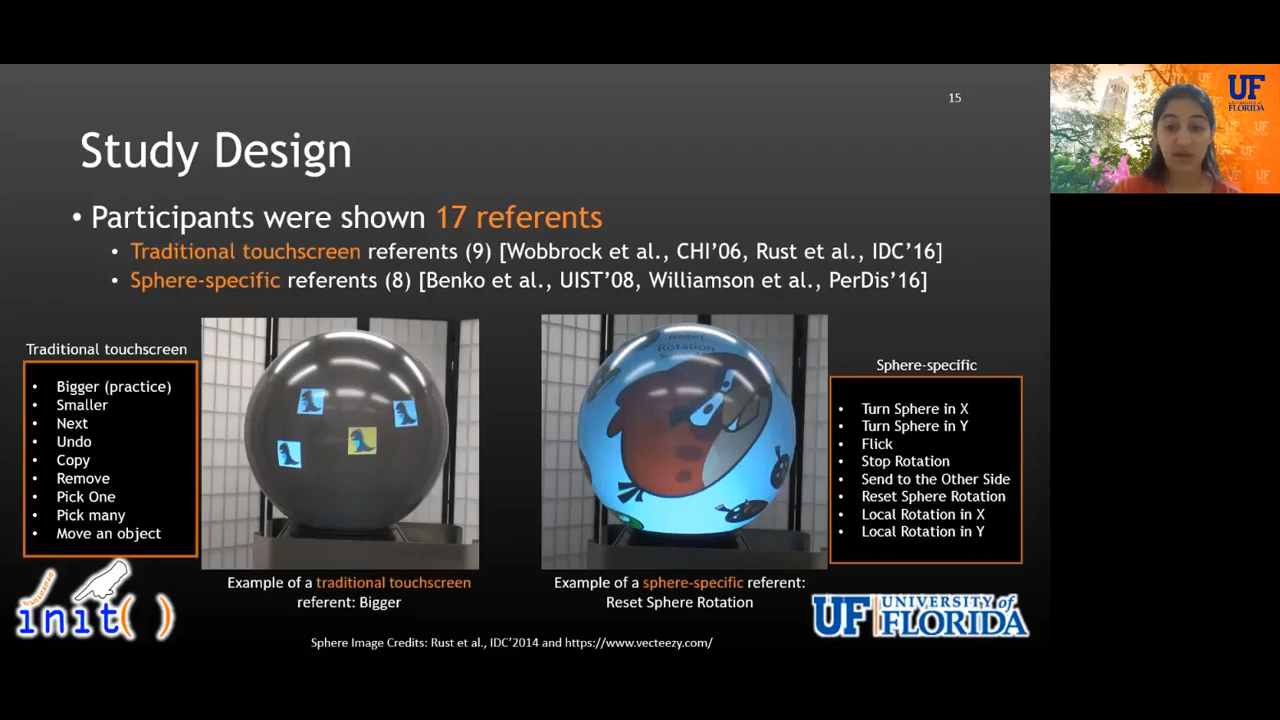 15
Study Design
• Participants were shown 17 referents
• Traditional touchscreen referents (9) [Wobbrock et al., CHI'06, Rust et al., IDC'16]
• Sphere-specific referents (8) [Benko et al., UIST'08, Williamson et al., PerDis'16]
Traditional touchscreen
• Bigger (practice)
• Smaller
• Next
• Undo
• Copy
• Remove
• Pick One
• Pick many
• Move an object
Reset
Rotation
Example of a traditional touchscreen
referent: Bigger
Example of a sphere-specific referent:
Reset Sphere Rotation
Sphere-specific
• Turn Sphere in X
• Turn Sphere in Y
• Flick
• Stop Rotation
• Send to the Other Side
• Reset Sphere Rotation
• Local Rotation in X
• Local Rotation in Y
init( )
UF UNIVERSITY of
FLORIDA
Sphere Image Credits: Rust et al., IDC'2014 and https://www.vecteezy.com/
UF
UNIVERSITY of
FLORIDA